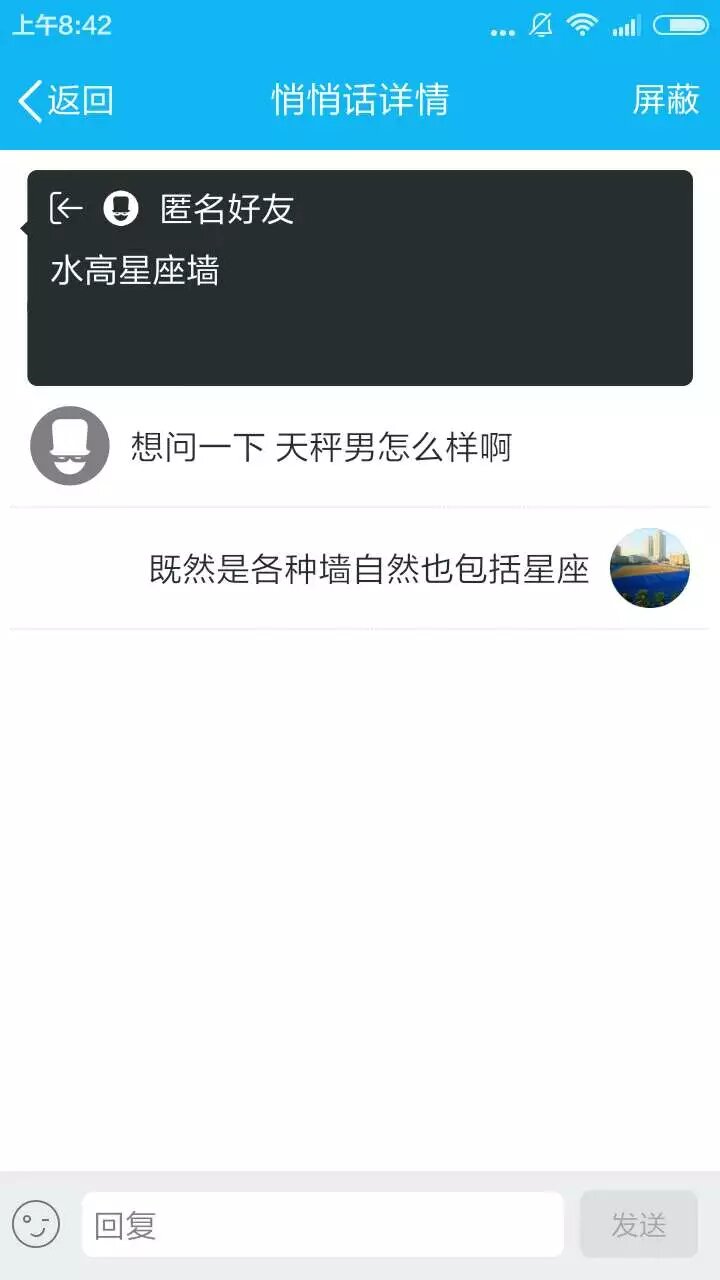 上午8:42
返回
悄悄话详情
屏蔽
匿名好友
水高星座墙
想问一下 天秤男怎么样啊
既然是各种墙自然也包括星座
回复
发送